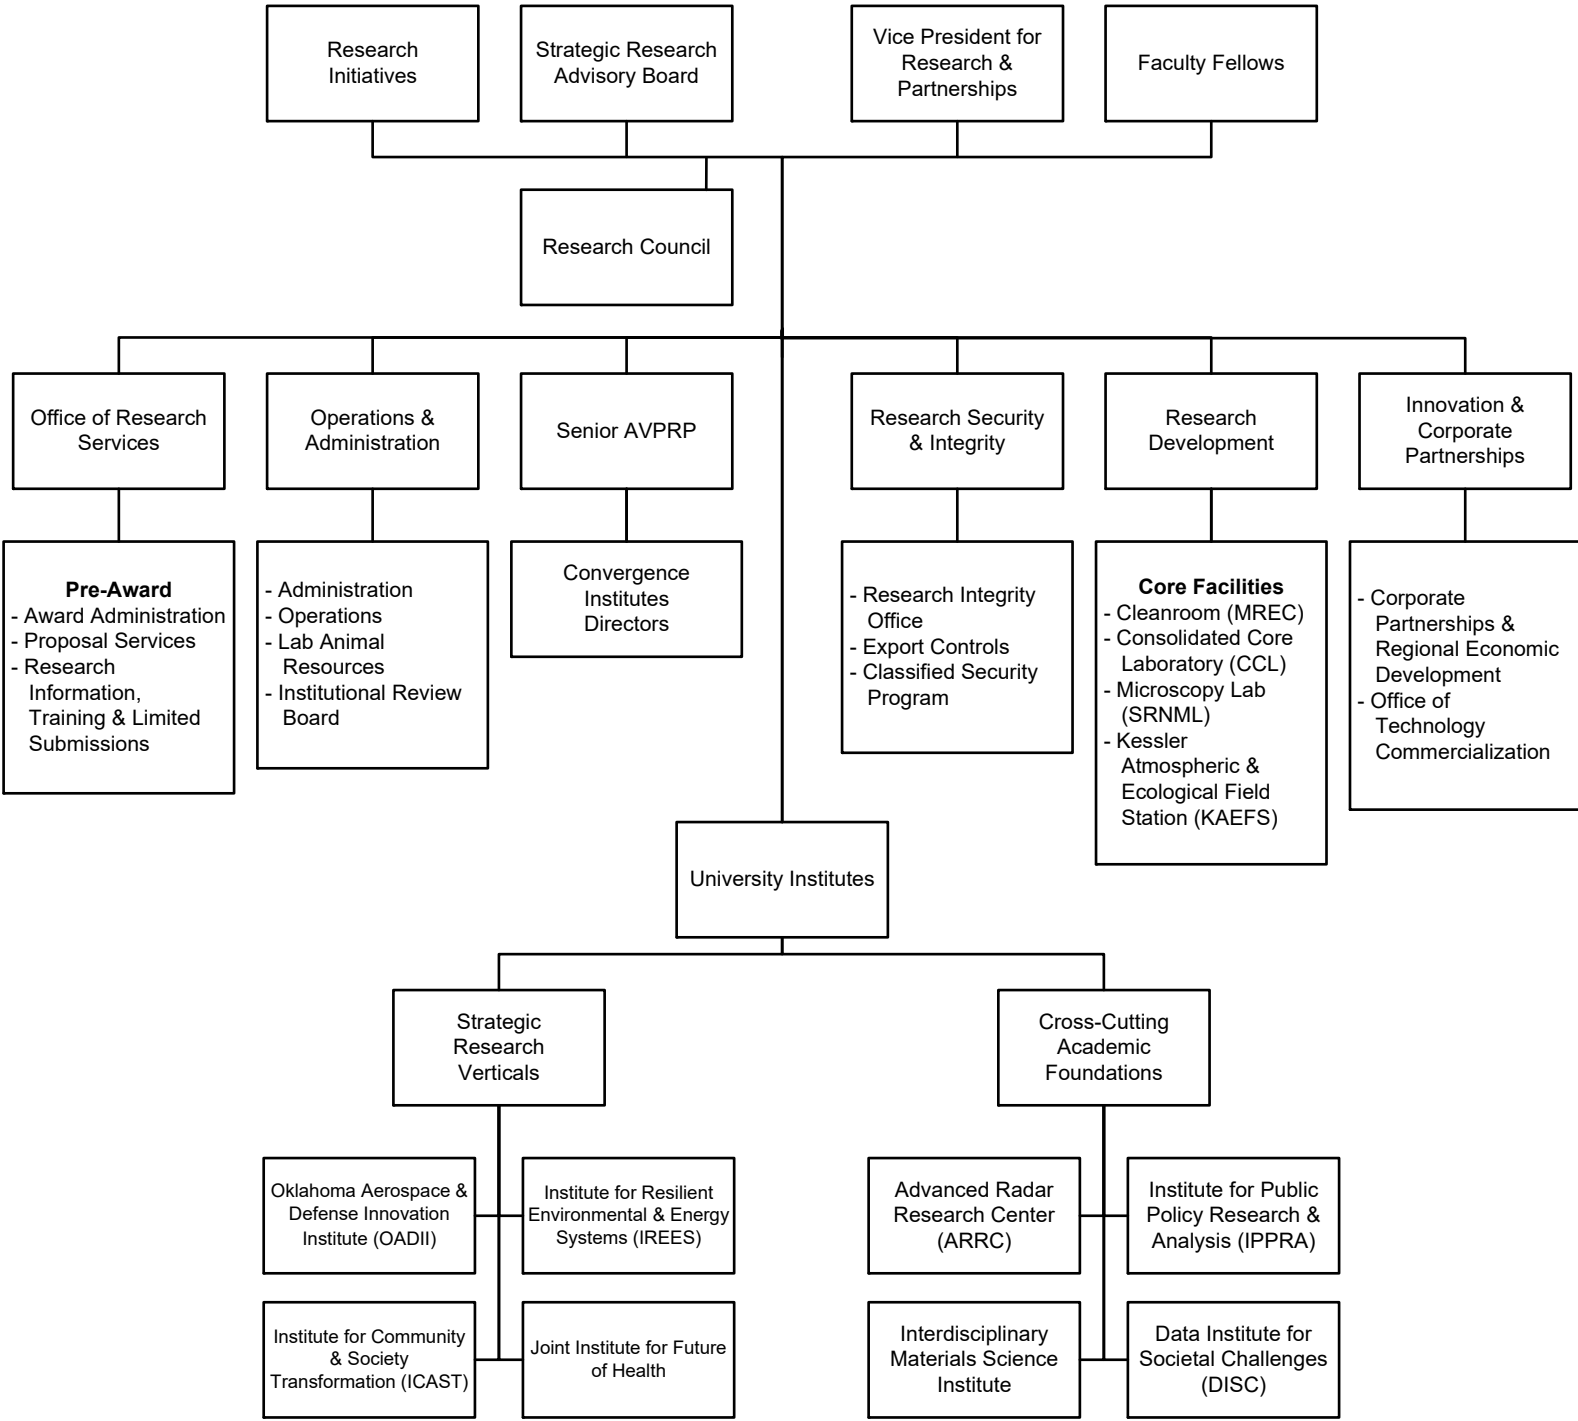 Research
Initiatives
Strategic Research
Advisory Board
Vice President for
Research &
Partnerships
Faculty Fellows
Research Council
Office of Research
Services
Operations &
Administration
Senior AVPRP
Research Security
& Integrity
Research
Development
Innovation &
Corporate
Partnerships
Pre-Award
- Award Administration
- Proposal Services
- Research
Information,
Training & Limited
Submissions
- Administration
- Operations
- Lab Animal
Resources
- Institutional Review
Board
Convergence
Institutes
Directors
- Research Integrity
Office
- Export Controls
- Classified Security
Program
Core Facilities
- Cleanroom (MREC)
- Consolidated Core
Laboratory (CCL)
- Microscopy Lab
(SRNML)
- Kessler
Atmospheric &
Ecological Field
Station (KAEFS)
- Corporate
Partnerships &
Regional Economic
Development
- Office of
Technology
Commercialization
University Institutes
Strategic
Research
Verticals
Cross-Cutting
Academic
Foundations
Oklahoma Aerospace &
Defense Innovation
Institute (OADII)
Institute for Resilient
Environmental & Energy
Systems (IREES)
Advanced Radar
Research Center
(ARRC)
Institute for Public
Policy Research &
Analysis (IPPRA)
Institute for Community
& Society
Transformation (ICAST)
Joint Institute for Future
of Health
Interdisciplinary
Materials Science
Institute
Data Institute for
Societal Challenges
(DISC)